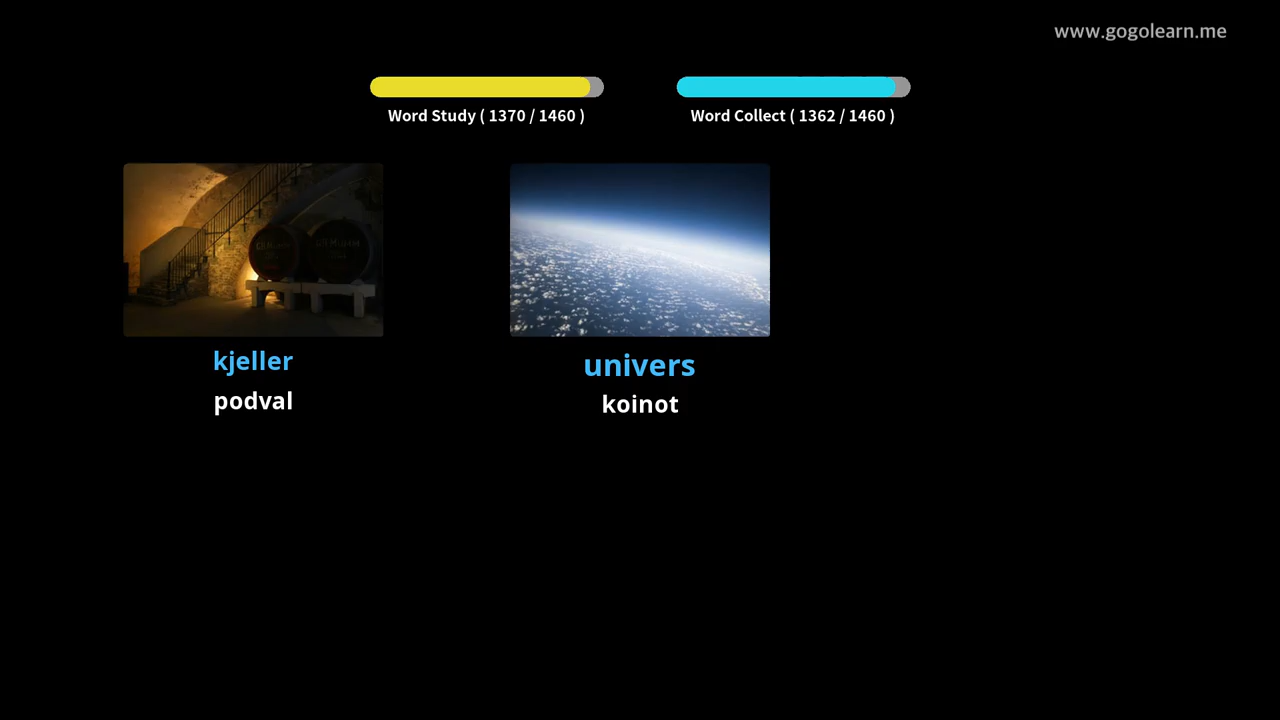 www.gogolearn.me
Word Study ( 1370 / 1460 )
Word Collect ( 1362 / 1460 )
kjeller
podval
univers
koinot